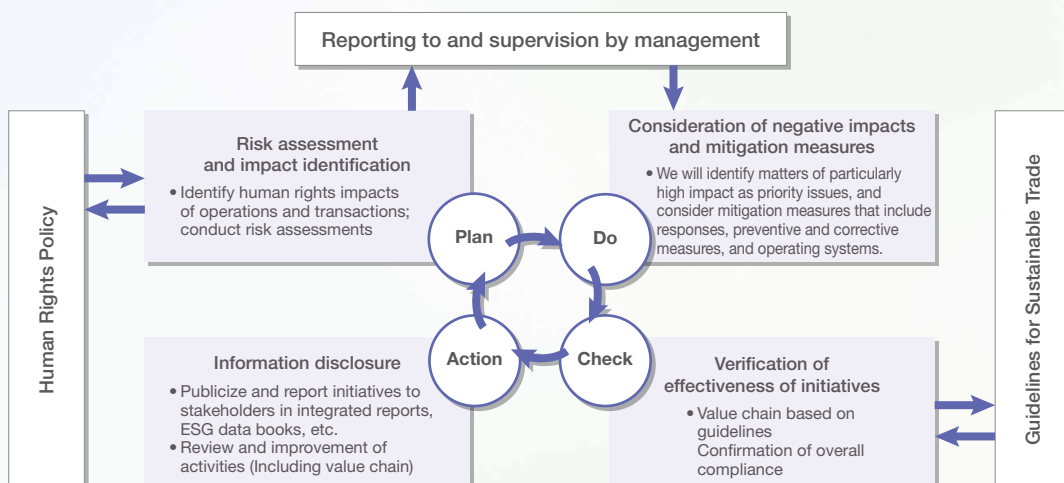 Reporting to and supervision by management
Human Rights Policy
Risk assessment
and impact identification
• Identify human rights impacts
of operations and transactions;
conduct risk assessments
Consideration of negative impacts
and mitigation measures
• We will identify matters of particularly
high impact as priority issues, and
consider mitigation measures that include
responses, preventive and corrective
measures, and operating systems.
Plan
Do
Action
Check
Information disclosure
• Publicize and report initiatives to
stakeholders in integrated reports,
ESG data books, etc.
• Review and improvement of
activities (Including value chain)
Verification of
effectiveness of initiatives
• Value chain based on
guidelines
Confirmation of overall
compliance
Guidelines for Sustainable Trade